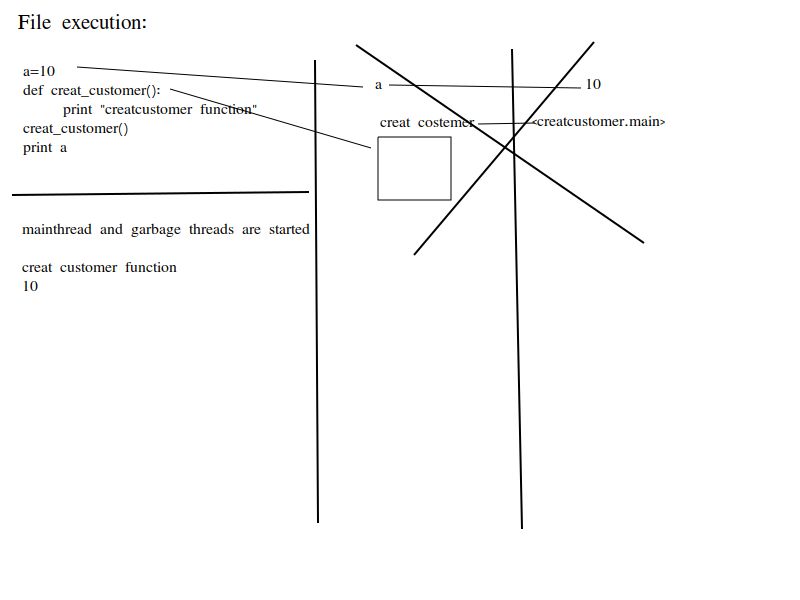 File execution:
a=10
def creat_customer():
print "creatcustomer function"
creat_customer()
print a
mainthread and garbage threads are started
creat customer function
10
a
10
creat costemer
<creatcustomer.main>